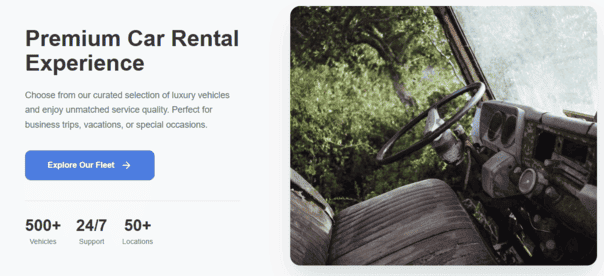 Premium Car Rental
Experience
Choose from our curated selection of luxury vehicles
and enjoy unmatched service quality. Perfect for
business trips, vacations, or special occasions.
Explore Our Fleet →
500+ 24/7 50+
Vehicles Support Locations